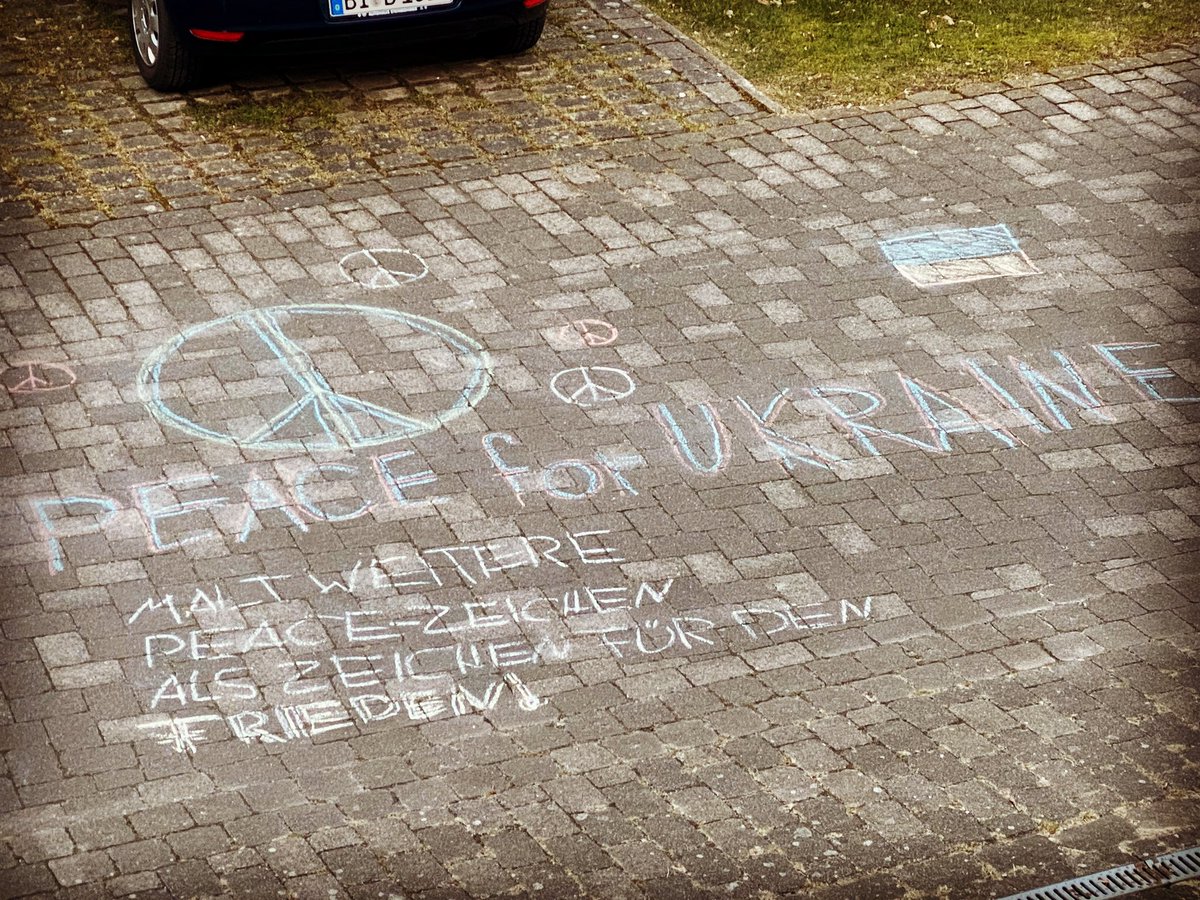 PEACE for UKRAINE
MALT WEITERE
PEACE-ZEICHEN
ALS ZEICHEN FÜR DEN
FRIEDEN!